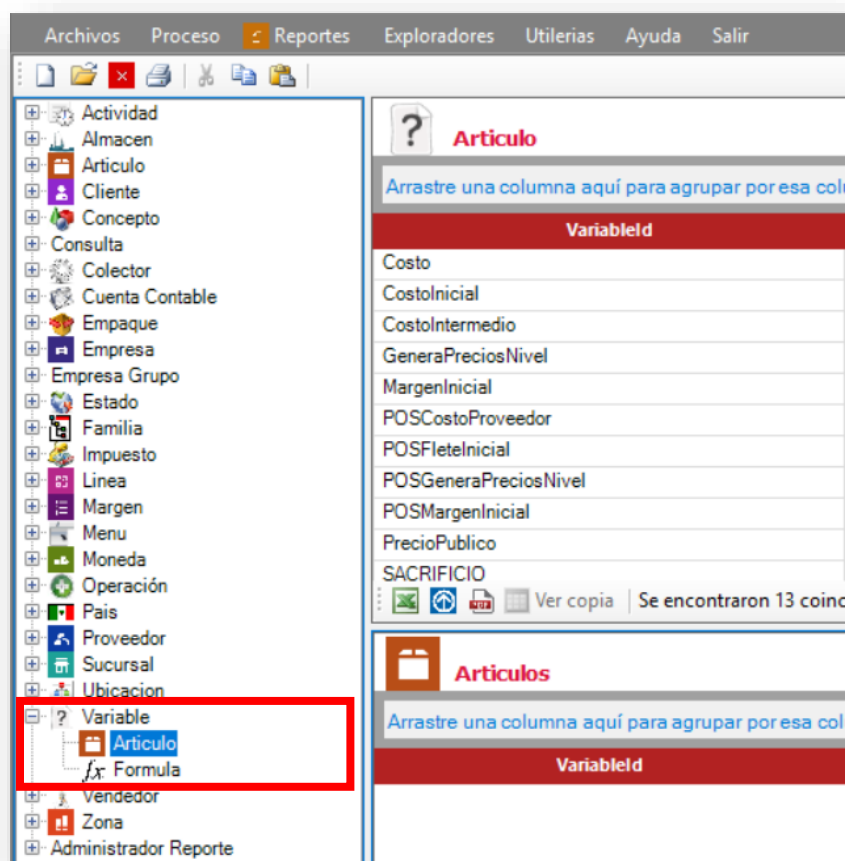 Archivos Proceso Reportes Exploradores Utilerias Ayuda Salir
Actividad
Almacen
Articulo
Cliente
Concepto
Consulta
Colector
Cuenta Contable
Empaque
Empresa
Empresa Grupo
Estado
Familia
Impuesto
Linea
Margen
Menu
Moneda
Operación
Pais
Proveedor
Sucursal
Ubicacion
? Variable
Articulo
fx Formula
Vendedor
Zona
Administrador Reporte
? Articulo
Arrastre una columna aquí para agrupar por esa colu
VariableId
Costo
CostoInicial
CostoIntermedio
GeneraPreciosNivel
MargenInicial
POSCostoProveedor
POSFleteInicial
POSGeneraPreciosNivel
POSMargenInicial
PrecioPublico
SACRIFICIO
Ver copia Se encontraron 13 coinc
Articulos
Arrastre una columna aquí para agrupar por esa col
VariableId